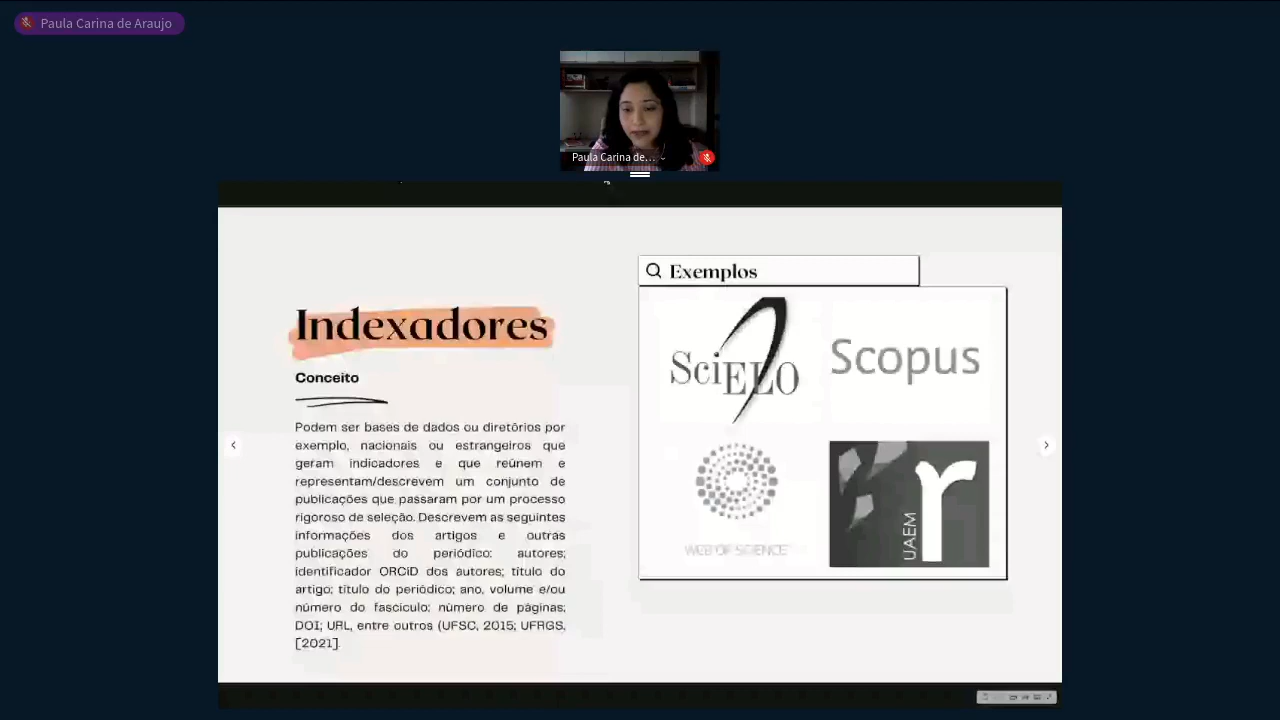 Paula Carina de Araujo
Paula Carina de...
Indexadores
Conceito
Podem ser bases de dados ou diretórios por
exemplo, nacionais ou estrangeiros que
geram indicadores e que reúnem e
representam/descrevem um conjunto de
publicações que passaram por um processo
rigoroso de seleção. Descrevem as seguintes
informações dos artigos e outras
publicações do periódico: autores;
identificador ORCiD dos autores; título do
artigo; título do periódico; ano, volume e/ou
número do fascículo; número de páginas;
DOI; URL, entre outros (UFSC, 2015; UFRGS,
[2021].
Exemplos
SciELO
Scopus
WEB OF SCIENCE
UAEM
r